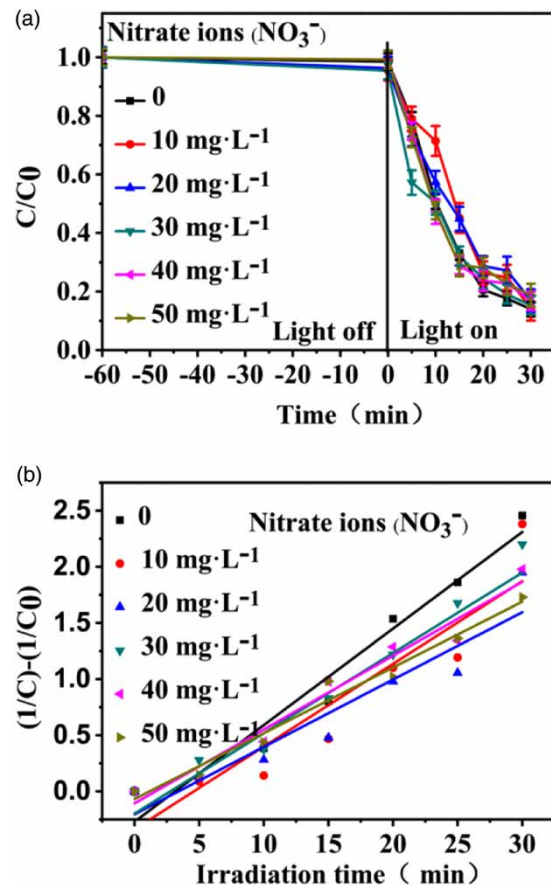 (a)
Nitrate ions (NO₃⁻)
0
10 mg·L⁻¹
20 mg·L⁻¹
30 mg·L⁻¹
40 mg·L⁻¹
50 mg·L⁻¹
Light off
Light on
C/C0
1.0
0.8
0.6
0.4
0.2
0.0
-60 -50 -40 -30 -20 -10 0 10 20 30
Time（min）
(b)
Nitrate ions (NO₃⁻)
0
10 mg·L⁻¹
20 mg·L⁻¹
30 mg·L⁻¹
40 mg·L⁻¹
50 mg·L⁻¹
(1/C)-(1/C0)
2.5
2.0
1.5
1.0
0.5
0.0
0 5 10 15 20 25 30
Irradiation time（ min）